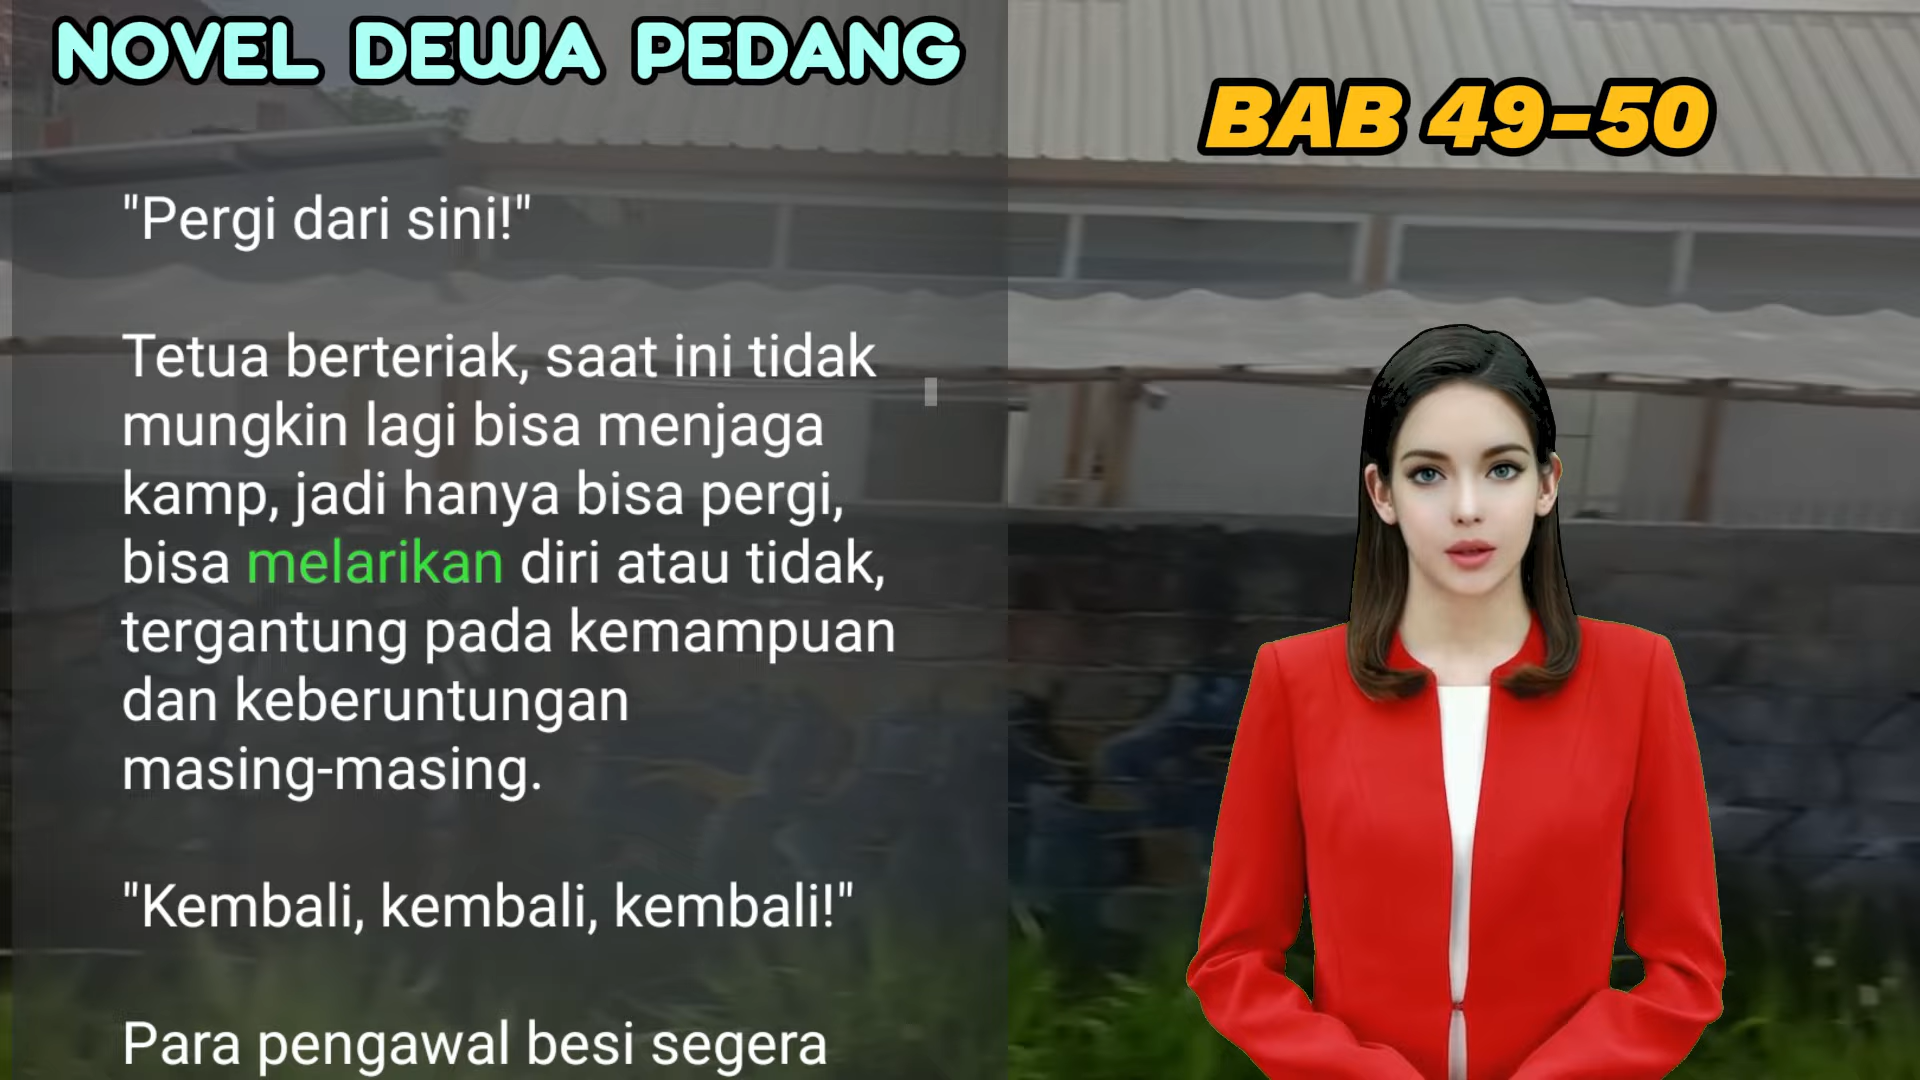 NOVEL DEWA PEDANG
BAB 49-50
"Pergi dari sini!"
Tetua berteriak, saat ini tidak
mungkin lagi bisa menjaga
kamp, jadi hanya bisa pergi,
bisa melarikan diri atau tidak,
tergantung pada kemampuan
dan keberuntungan
masing-masing.
"Kembali, kembali, kembali!"
Para pengawal besi segera